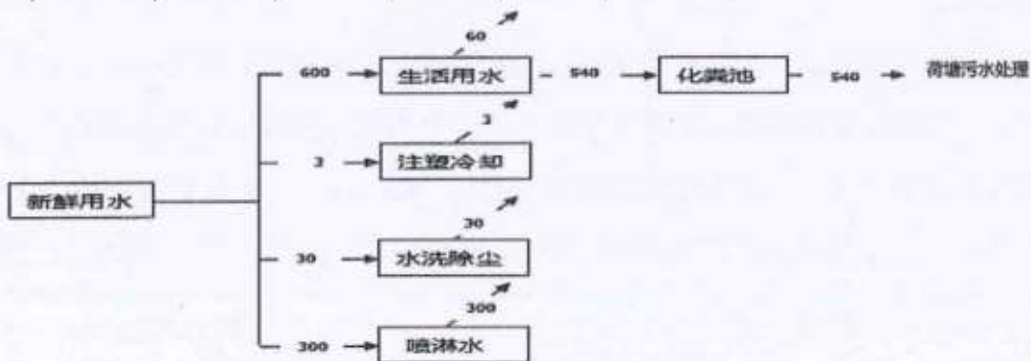 60
600 生活用水 540 化粪池 540 荷塘污水处理
3
3 注塑冷却
新鲜用水
30
30 水洗除尘
300
300 喷淋水